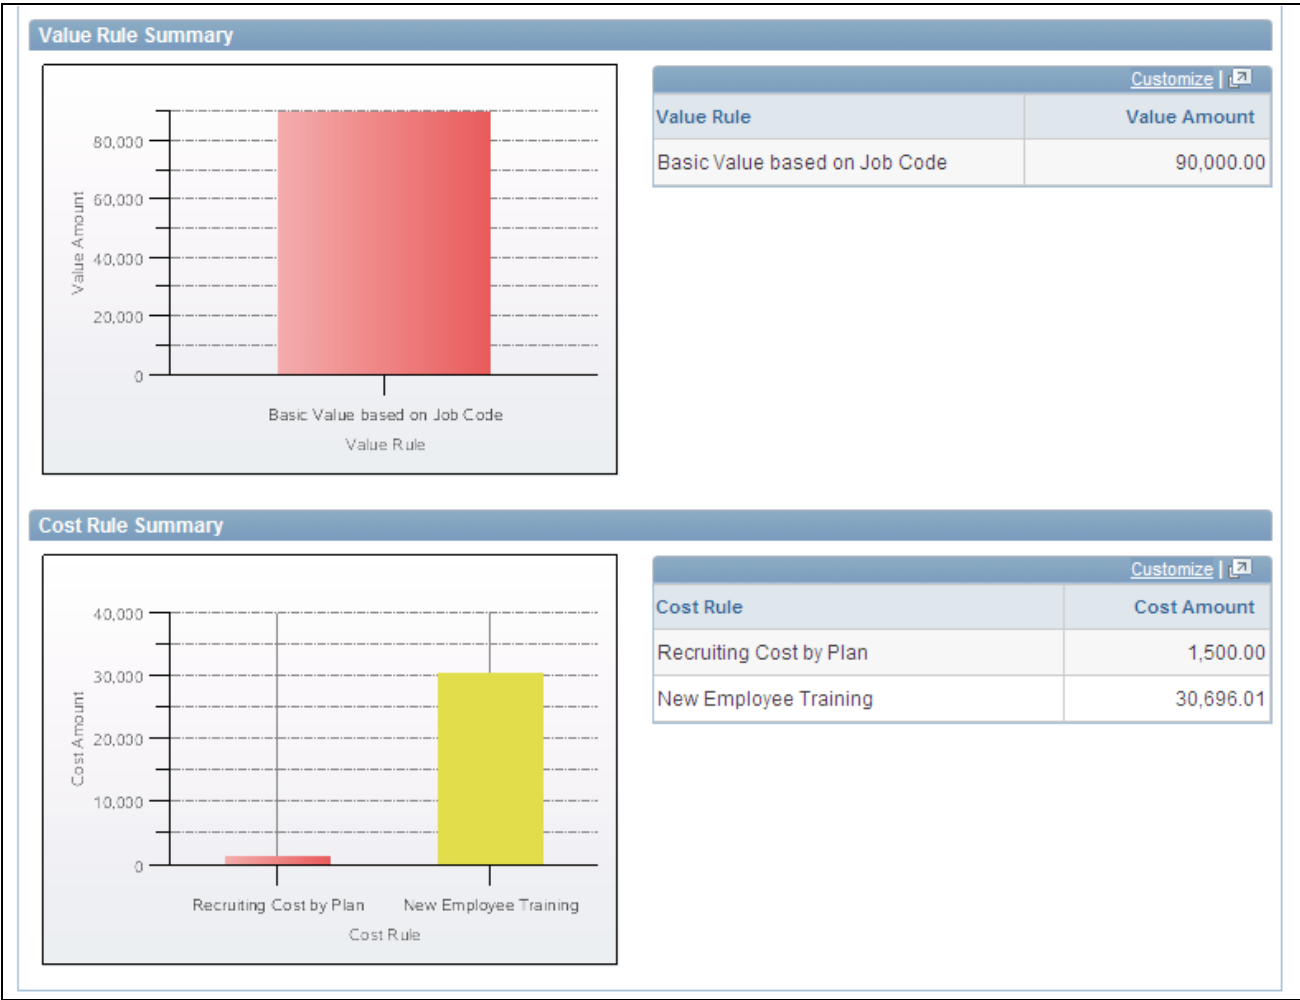 Value Rule Summary
80,000
60,000
40,000
20,000
0
Value Amount
Basic Value based on Job Code
Value Rule
Customize |
Value Rule Value Amount
Basic Value based on Job Code 90,000.00
Cost Rule Summary
40,000
30,000
20,000
10,000
0
Cost Amount
Recruiting Cost by Plan New Employee Training
Cost Rule
Customize |
Cost Rule Cost Amount
Recruiting Cost by Plan 1,500.00
New Employee Training 30,696.01